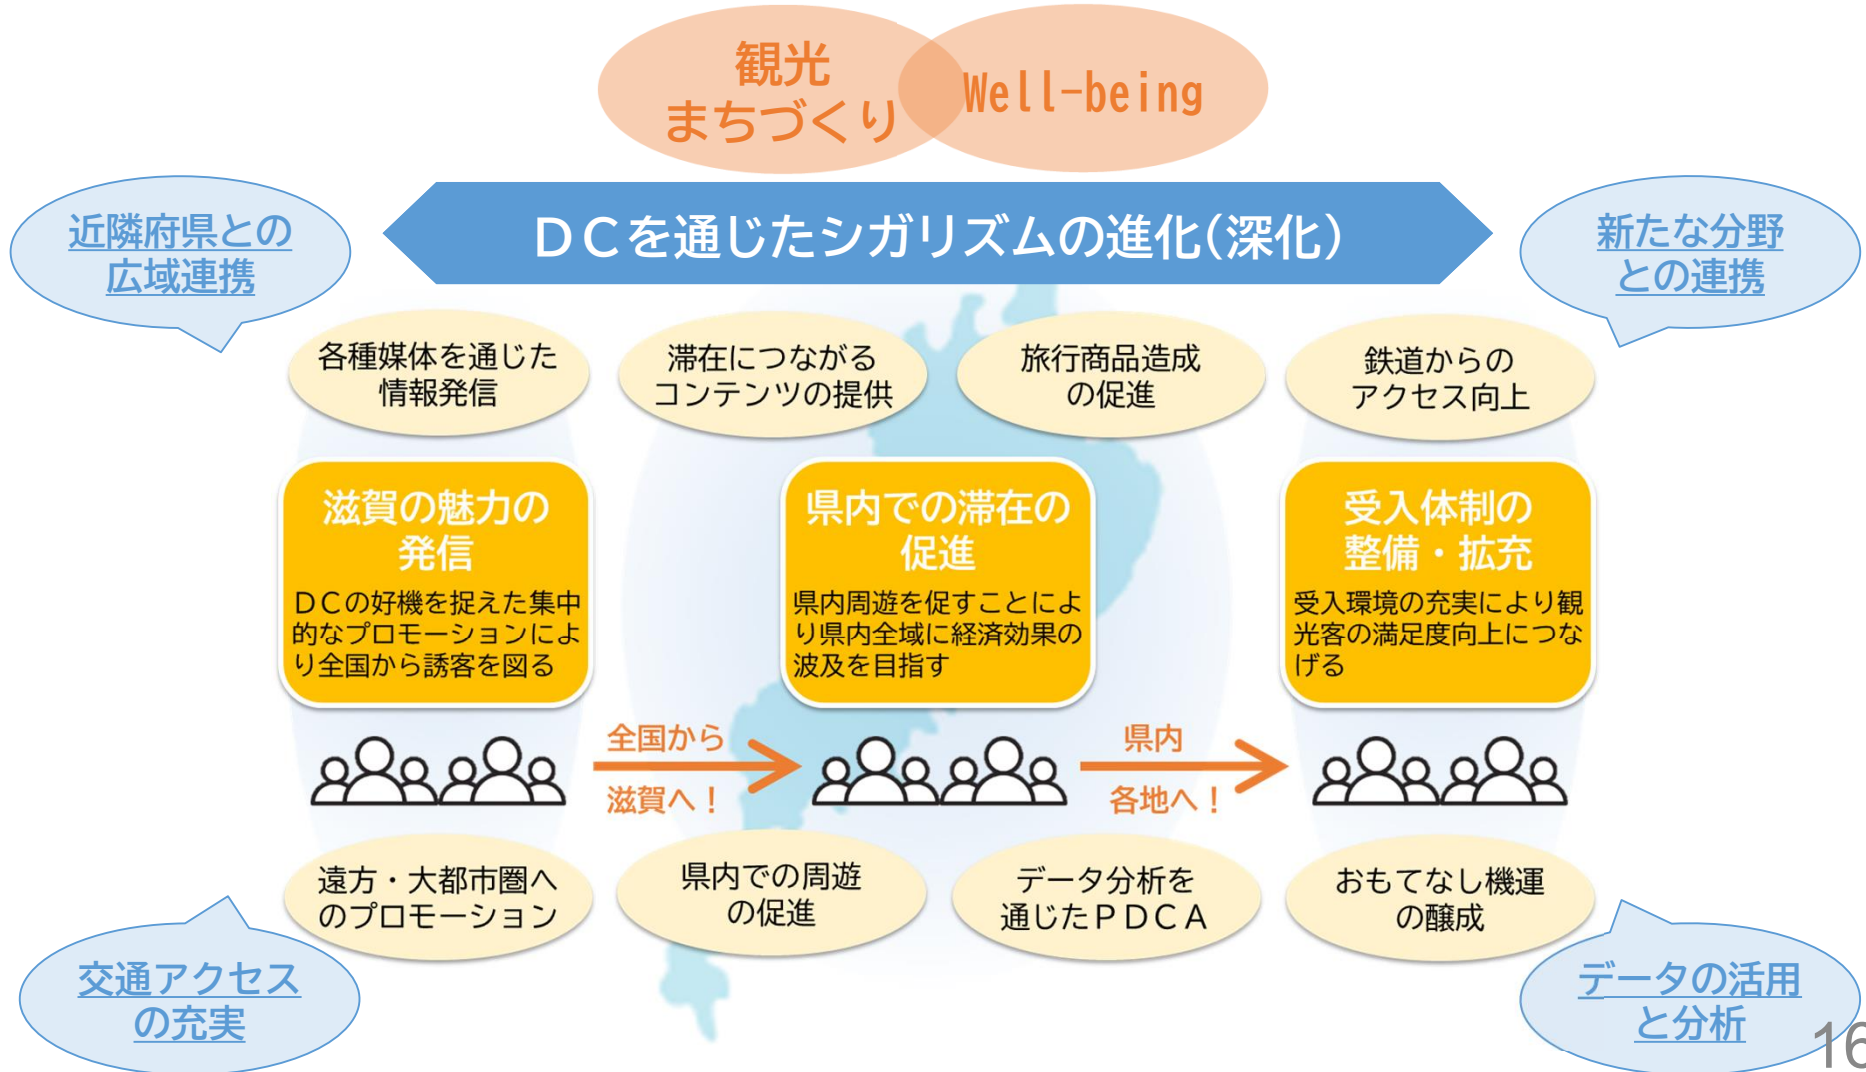 観光
まちづくり
Well-being
DCを通じたシガリズムの進化(深化)
近隣府県との
広域連携
新たな分野
との連携
各種媒体を通じた
情報発信
滞在につながる
コンテンツの提供
旅行商品造成
の促進
鉄道からの
アクセス向上
滋賀の魅力の
発信
DCの好機を捉えた集中
的なプロモーションによ
り全国から誘客を図る
県内での滞在の
促進
県内周遊を促すことによ
り県内全域に経済効果の
波及を目指す
受入体制の
整備・拡充
受入環境の充実により観
光客の満足度向上につな
げる
全国から
滋賀へ！
県内
各地へ！
遠方・大都市圏へ
のプロモーション
県内での周遊
の促進
データ分析を
通じたPDCA
おもてなし機運
の醸成
交通アクセス
の充実
データの活用
と分析
16